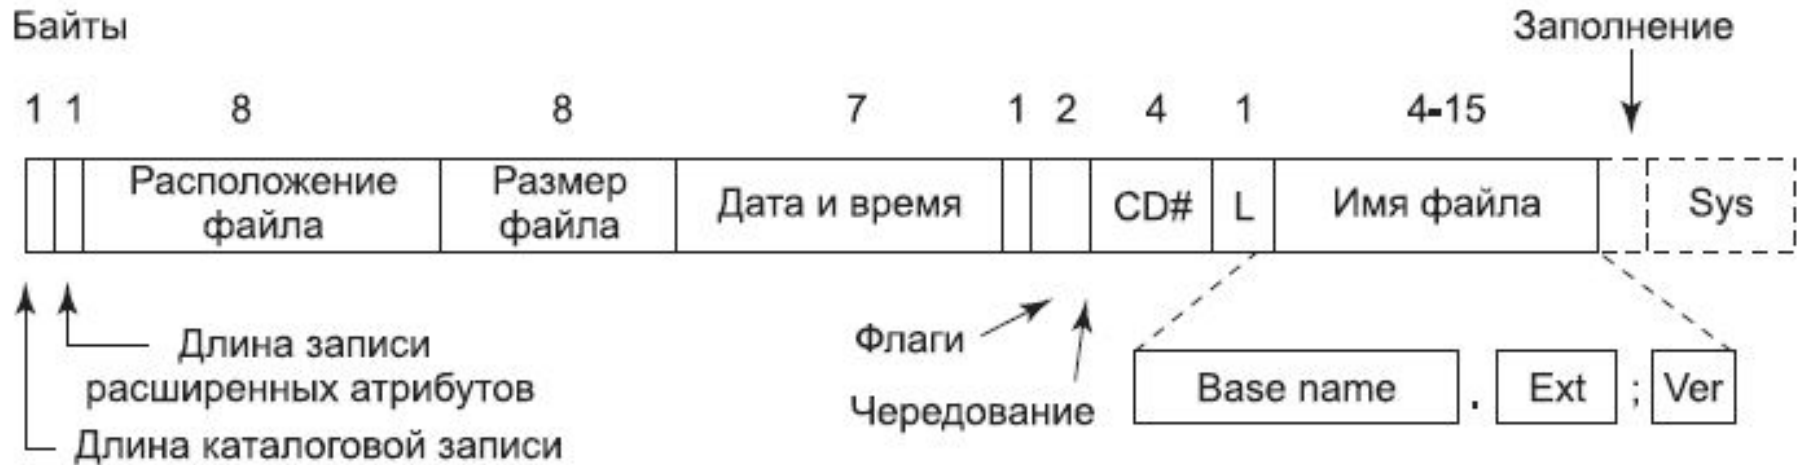 Байты
Заполнение
1 1 8 8 7 1 2 4 1 4-15
Расположение
файла
Размер
файла
Дата и время
CD#
L
Имя файла
Sys
Длина записи
расширенных атрибутов
Длина каталоговой записи
Флаги
Чередование
Base name . Ext ; Ver